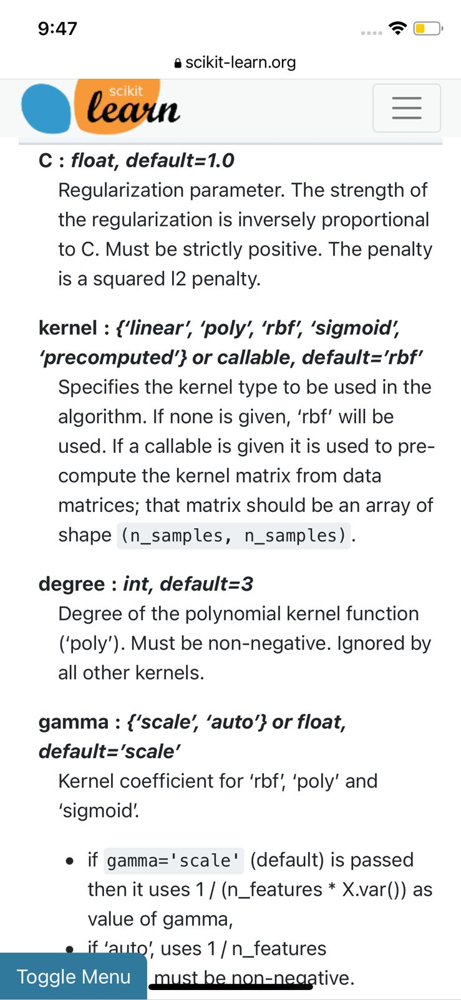 9:47
scikit-learn.org
scikit
learn
C : float, default=1.0
Regularization parameter. The strength of
the regularization is inversely proportional
to C. Must be strictly positive. The penalty
is a squared l2 penalty.
kernel : {‘linear’, ‘poly’, ‘rbf’, ‘sigmoid’,
‘precomputed’} or callable, default=’rbf’
Specifies the kernel type to be used in the
algorithm. If none is given, ‘rbf’ will be
used. If a callable is given it is used to pre-
compute the kernel matrix from data
matrices; that matrix should be an array of
shape (n_samples, n_samples).
degree : int, default=3
Degree of the polynomial kernel function
(‘poly’). Must be non-negative. Ignored by
all other kernels.
gamma : {‘scale’, ‘auto’} or float,
default=’scale’
Kernel coefficient for ‘rbf’, ‘poly’ and
‘sigmoid’.
• if gamma='scale' (default) is passed
then it uses 1 / (n_features * X.var()) as
value of gamma,
• if ‘auto’, uses 1 / n_features
Toggle Menu
must be non-negative.